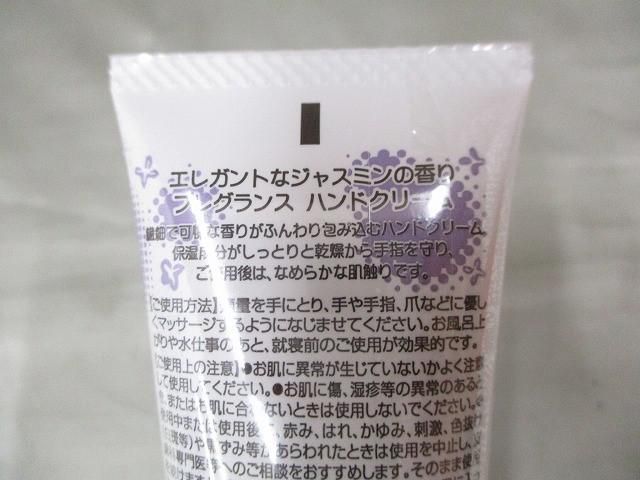 エレガントなジャスミンの香り
フレグランス ハンドクリーム
繊細で可憐な香りがふんわり包み込むハンドクリーム。
保湿成分がしっとりと乾燥から手指を守り、
ご使用後は、なめらかな肌触りです。
【ご使用方法】適量を手にとり、手や手指、爪などに優し
くマッサージするようになじませてください。お風呂上
がりや水仕事のあと、就寝前のご使用が効果的です。
【ご使用上の注意】●お肌に異常が生じていないかよく注意
して使用してください。●お肌に傷、湿疹等の異常のあると
き、またはお肌に合わないときは使用しないでください。
使用中または使用後に、赤み、はれ、かゆみ、刺激、色抜け
(白斑等)や黒ずみ等があらわれたときは使用を中止し、
科専門医等へのご相談をおすすめします。そのまま使